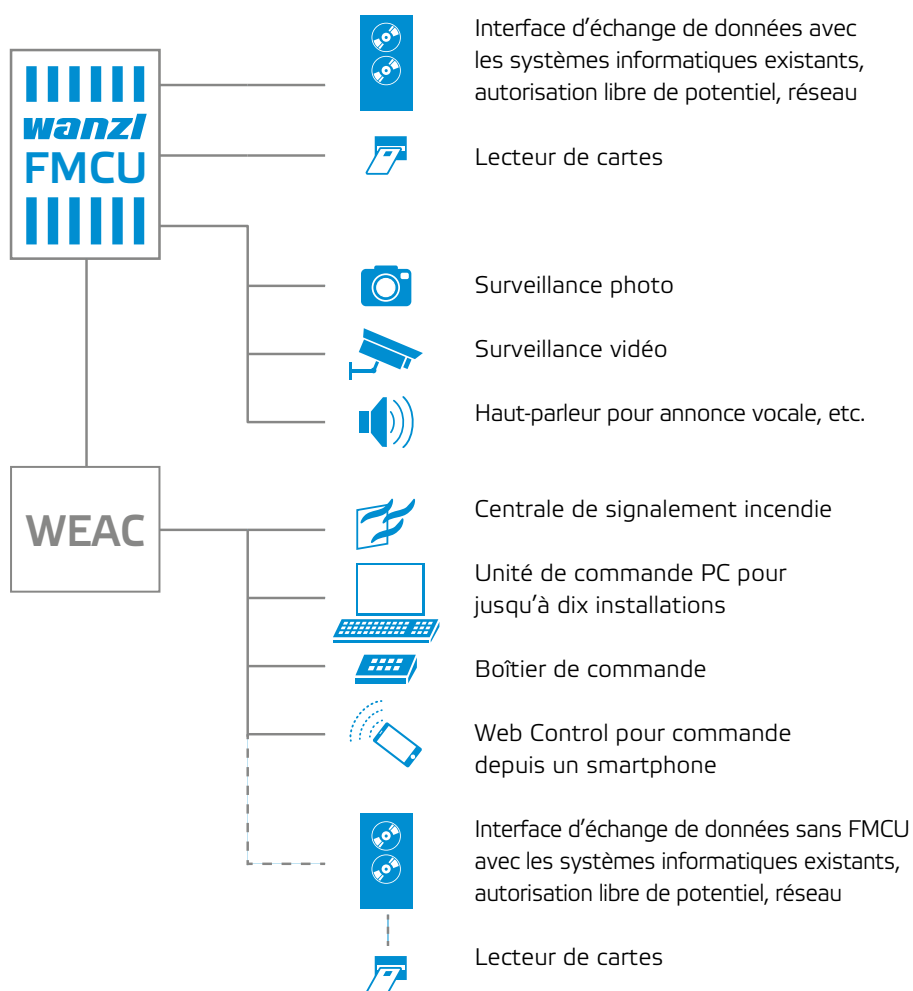 Interface d’échange de données avec
les systèmes informatiques existants,
autorisation libre de potentiel, réseau
wanzl
FMCU
Lecteur de cartes
Surveillance photo
Surveillance vidéo
Haut-parleur pour annonce vocale, etc.
WEAC
Centrale de signalement incendie
Unité de commande PC pour
jusqu’à dix installations
Boîtier de commande
Web Control pour commande
depuis un smartphone
Interface d’échange de données sans FMCU
avec les systèmes informatiques existants,
autorisation libre de potentiel, réseau
Lecteur de cartes